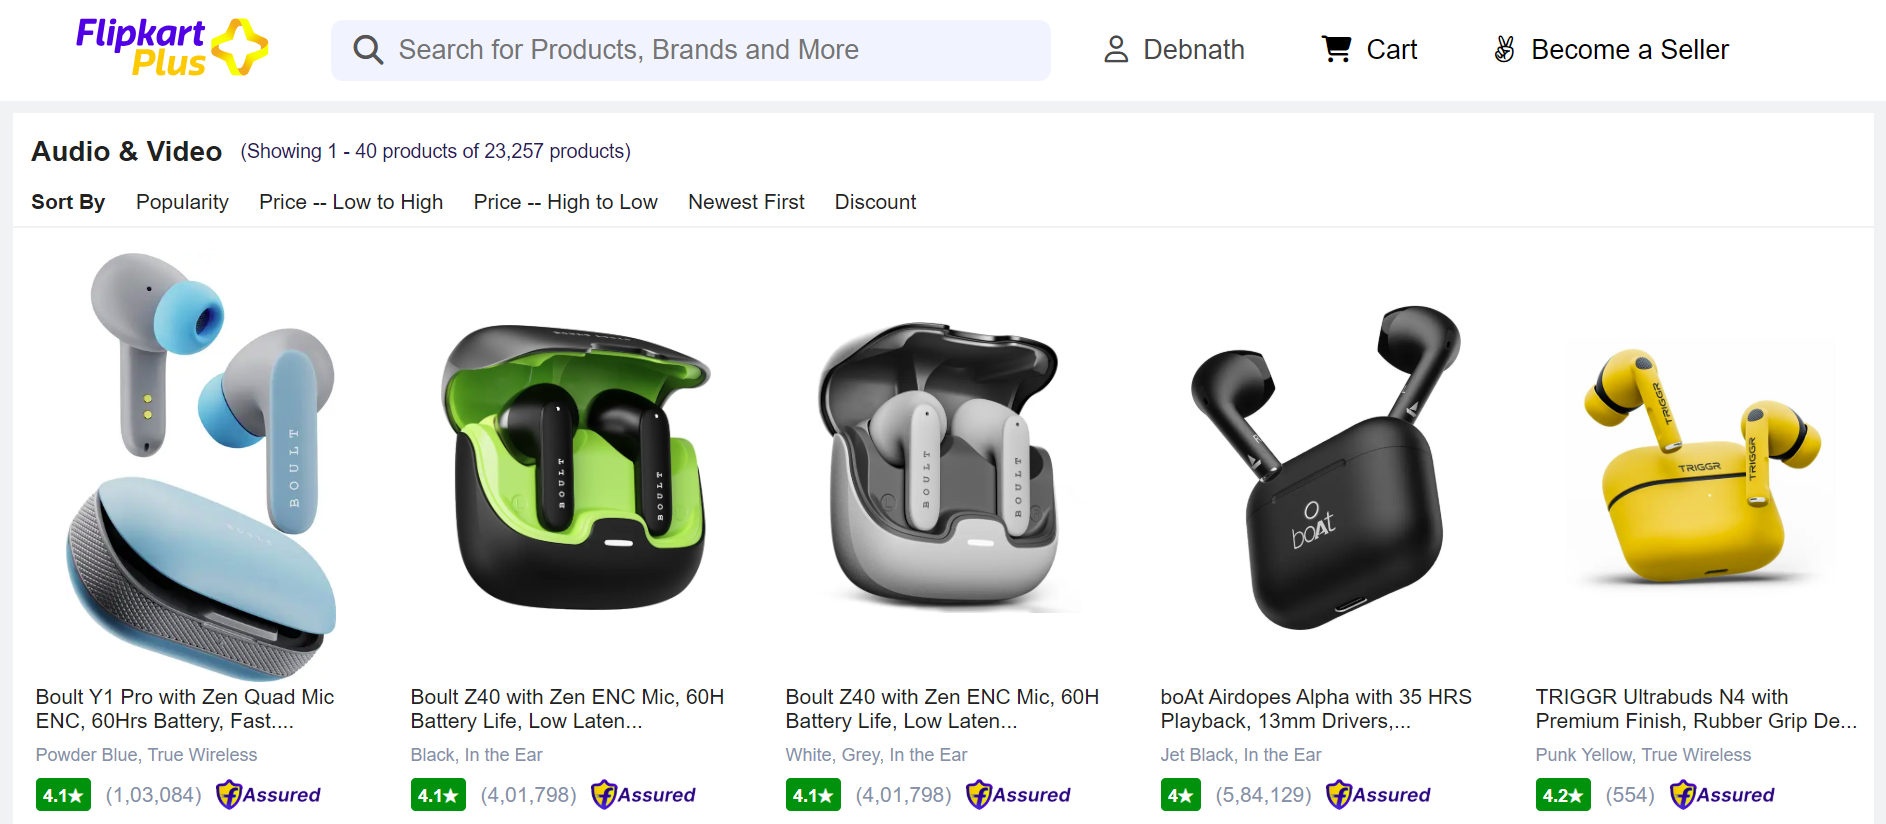 Flipkart
Plus
Search for Products, Brands and More
Debnath
Cart
Become a Seller
Audio & Video (Showing 1 - 40 products of 23,257 products)
Sort By Popularity Price -- Low to High Price -- High to Low Newest First Discount
BOULT
BOULT
BOULT
BOULT
BOULT
BOULT
boAt
TRIGGR
TRIGGR
TRIGGR
Boult Y1 Pro with Zen Quad Mic
ENC, 60Hrs Battery, Fast....
Powder Blue, True Wireless
4.1★ (1,03,084) f Assured
Boult Z40 with Zen ENC Mic, 60H
Battery Life, Low Laten...
Black, In the Ear
4.1★ (4,01,798) f Assured
Boult Z40 with Zen ENC Mic, 60H
Battery Life, Low Laten...
White, Grey, In the Ear
4.1★ (4,01,798) f Assured
boAt Airdopes Alpha with 35 HRS
Playback, 13mm Drivers,...
Jet Black, In the Ear
4★ (5,84,129) f Assured
TRIGGR Ultrabuds N4 with
Premium Finish, Rubber Grip De...
Punk Yellow, True Wireless
4.2★ (554) f Assured